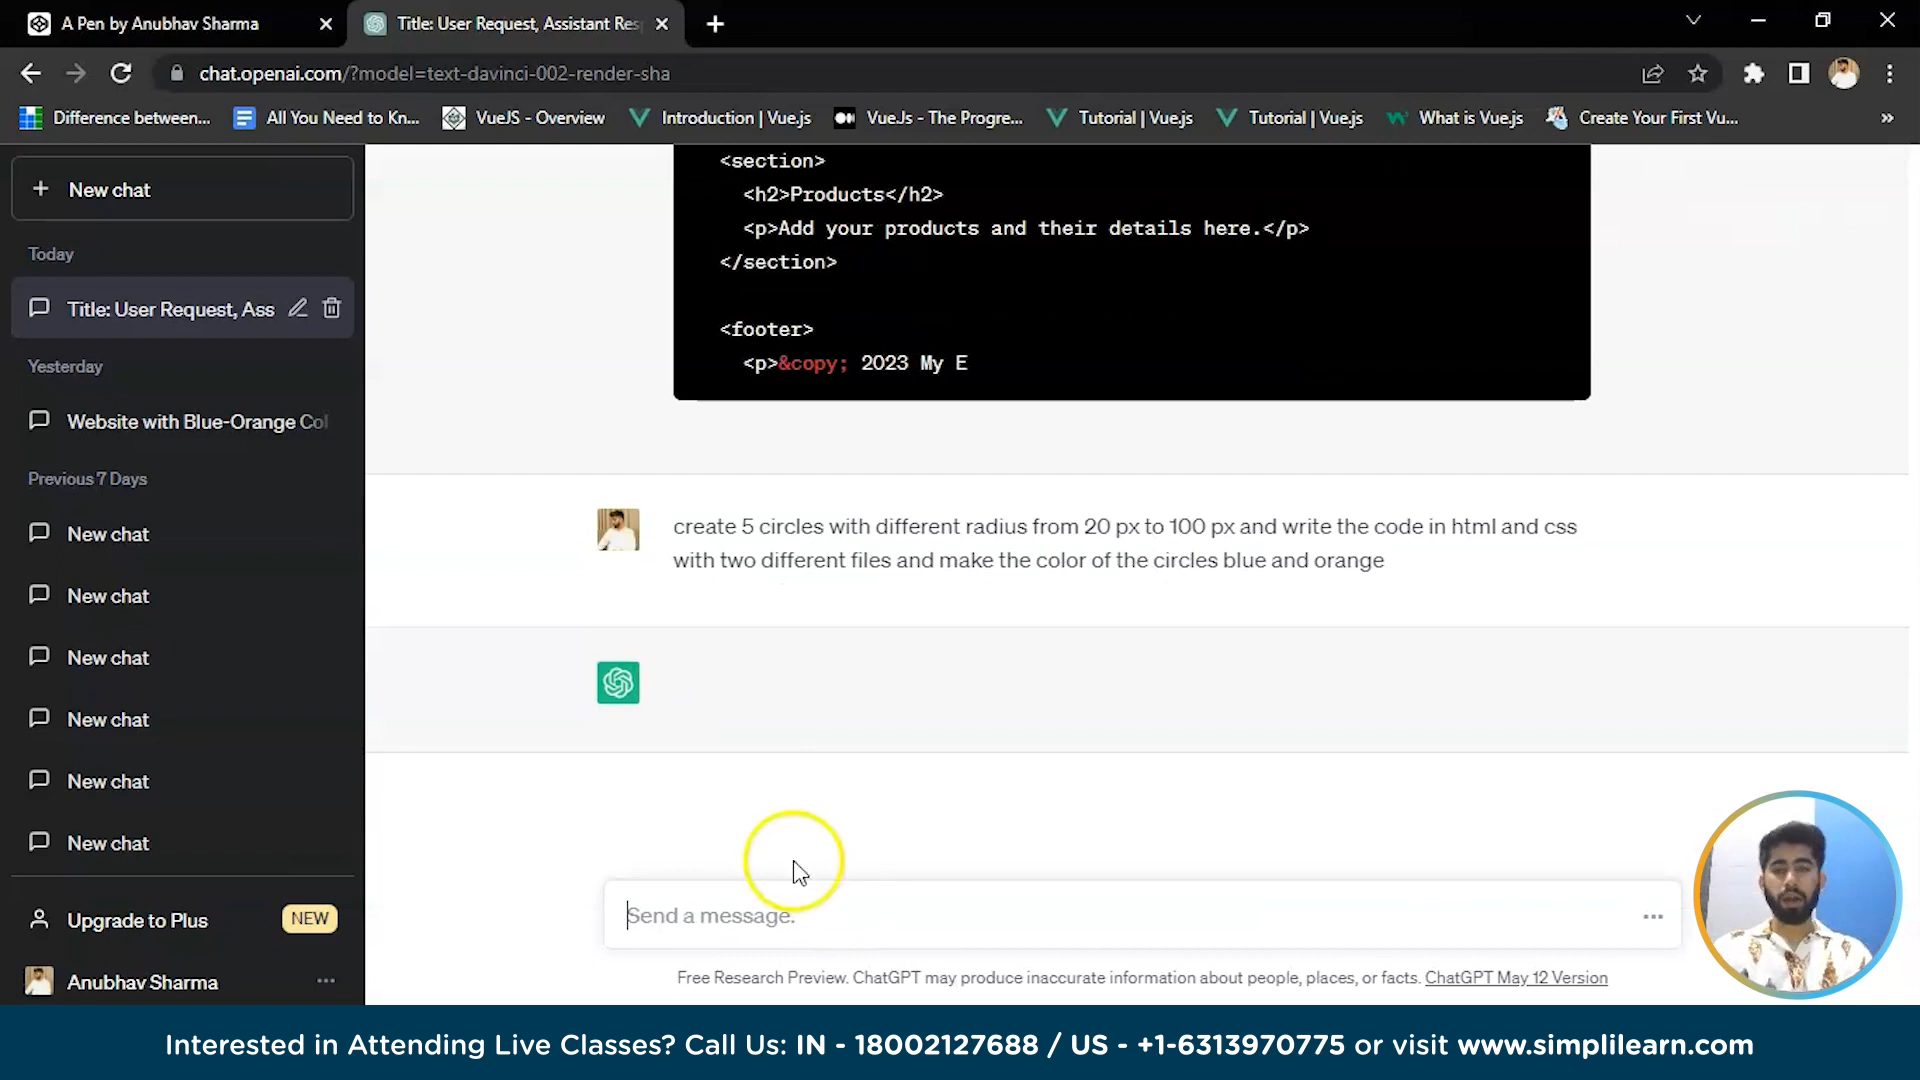 A Pen by Anubhav Sharma
Title: User Request, Assistant Res
chat.openai.com/?model=text-davinci-002-render-sha
Difference between...
All You Need to Kn...
VueJS - Overview
Introduction | Vue.js
VueJs - The Progre...
Tutorial | Vue.js
Tutorial | Vue.js
What is Vue.js
Create Your First Vu...
New chat
Today
Title: User Request, Ass
Yesterday
Website with Blue-Orange Col
Previous 7 Days
New chat
New chat
New chat
New chat
New chat
New chat
Upgrade to Plus
NEW
Anubhav Sharma
<section>
<h2>Products</h2>
<p>Add your products and their details here.</p>
</section>
<footer>
<p>&copy; 2023 My E
create 5 circles with different radius from 20 px to 100 px and write the code in html and css
with two different files and make the color of the circles blue and orange
Send a message.
Free Research Preview. ChatGPT may produce inaccurate information about people, places, or facts. ChatGPT May 12 Version
Interested in Attending Live Classes? Call Us: IN - 18002127688 / US - +1-6313970775 or visit www.simplilearn.com